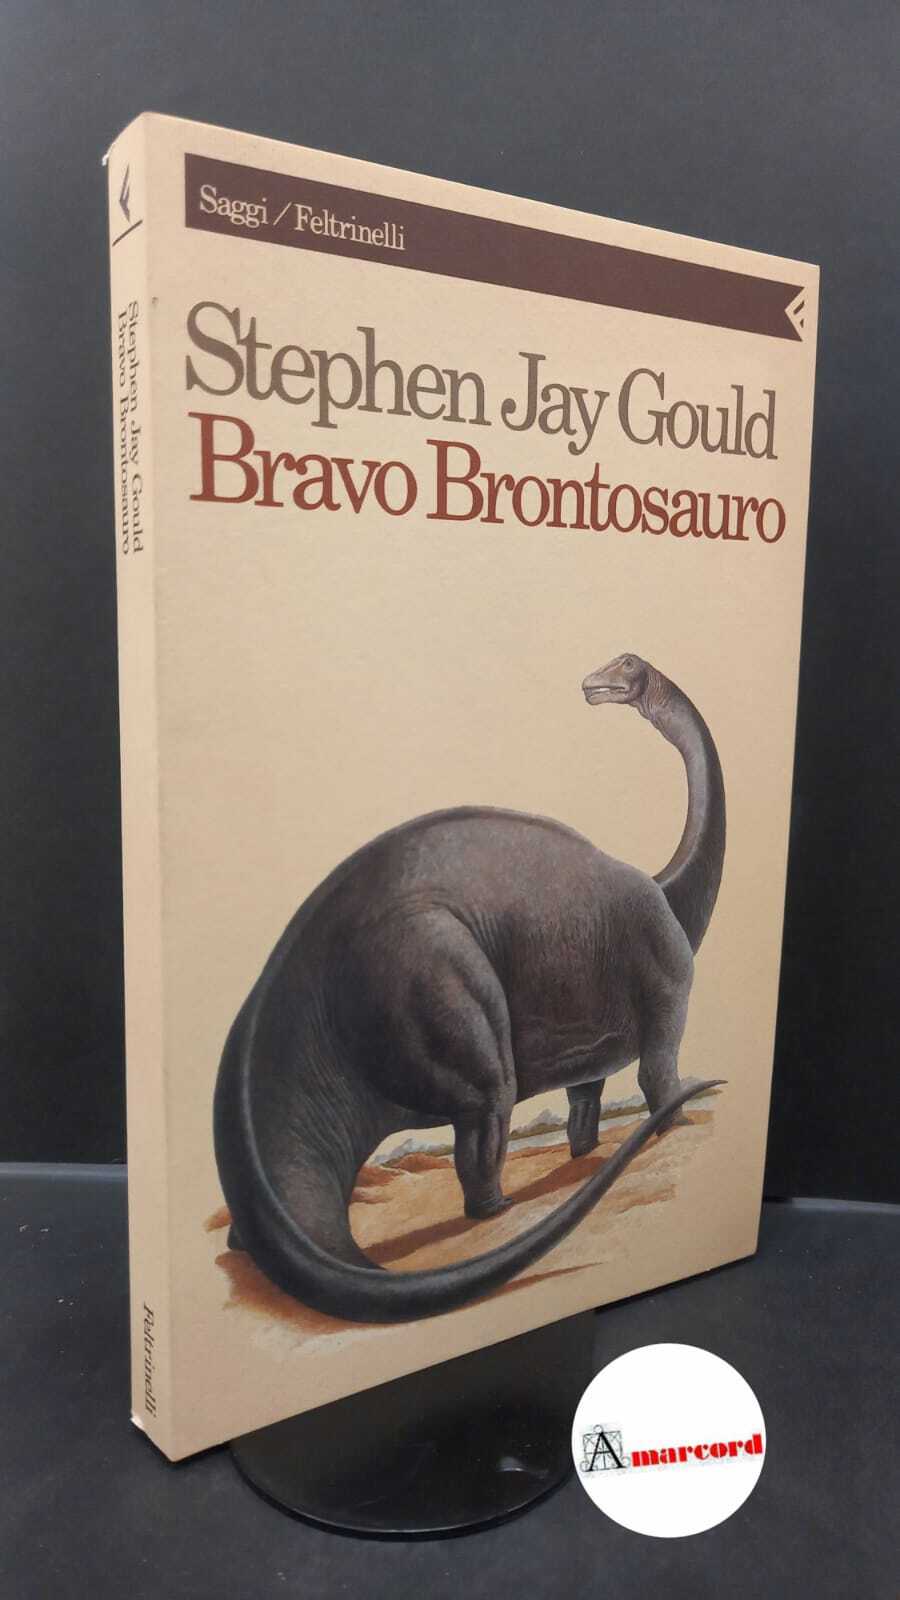 Saggi / Feltrinelli
Stephen Jay Gould
Bravo Brontosauro
Stephen Jay Gould
Bravo Brontosauro
Feltrinelli
Amarcord